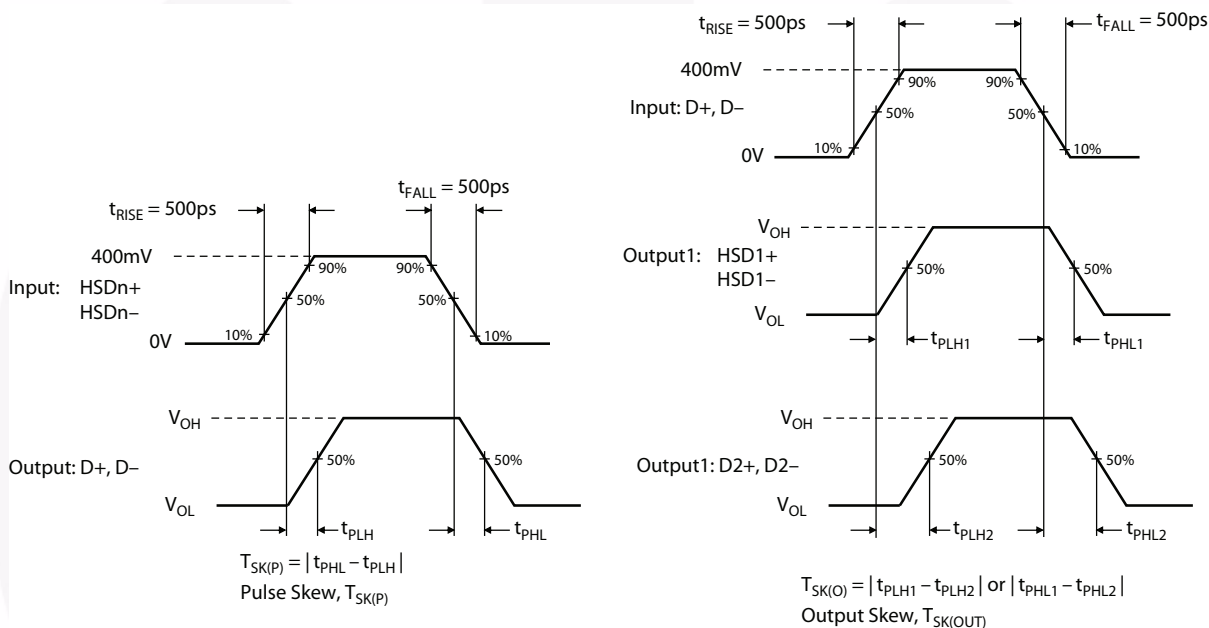 tRISE = 500ps
tFALL = 500ps
400mV
90%
90%
Input: HSDn+
HSDn–
50%
50%
10%
10%
0V
VOH
Output: D+, D–
50%
50%
VOL
tPLH
tPHL
TSK(P) = | tPHL – tPLH |
Pulse Skew, TSK(P)
tRISE = 500ps
tFALL = 500ps
400mV
90%
90%
Input: D+, D–
50%
50%
10%
10%
0V
VOH
Output1: HSD1+
HSD1–
50%
50%
VOL
tPLH1
tPHL1
VOH
Output1: D2+, D2–
50%
50%
VOL
tPLH2
tPHL2
TSK(O) = | tPLH1 – tPLH2 | or | tPHL1 – tPHL2 |
Output Skew, TSK(OUT)